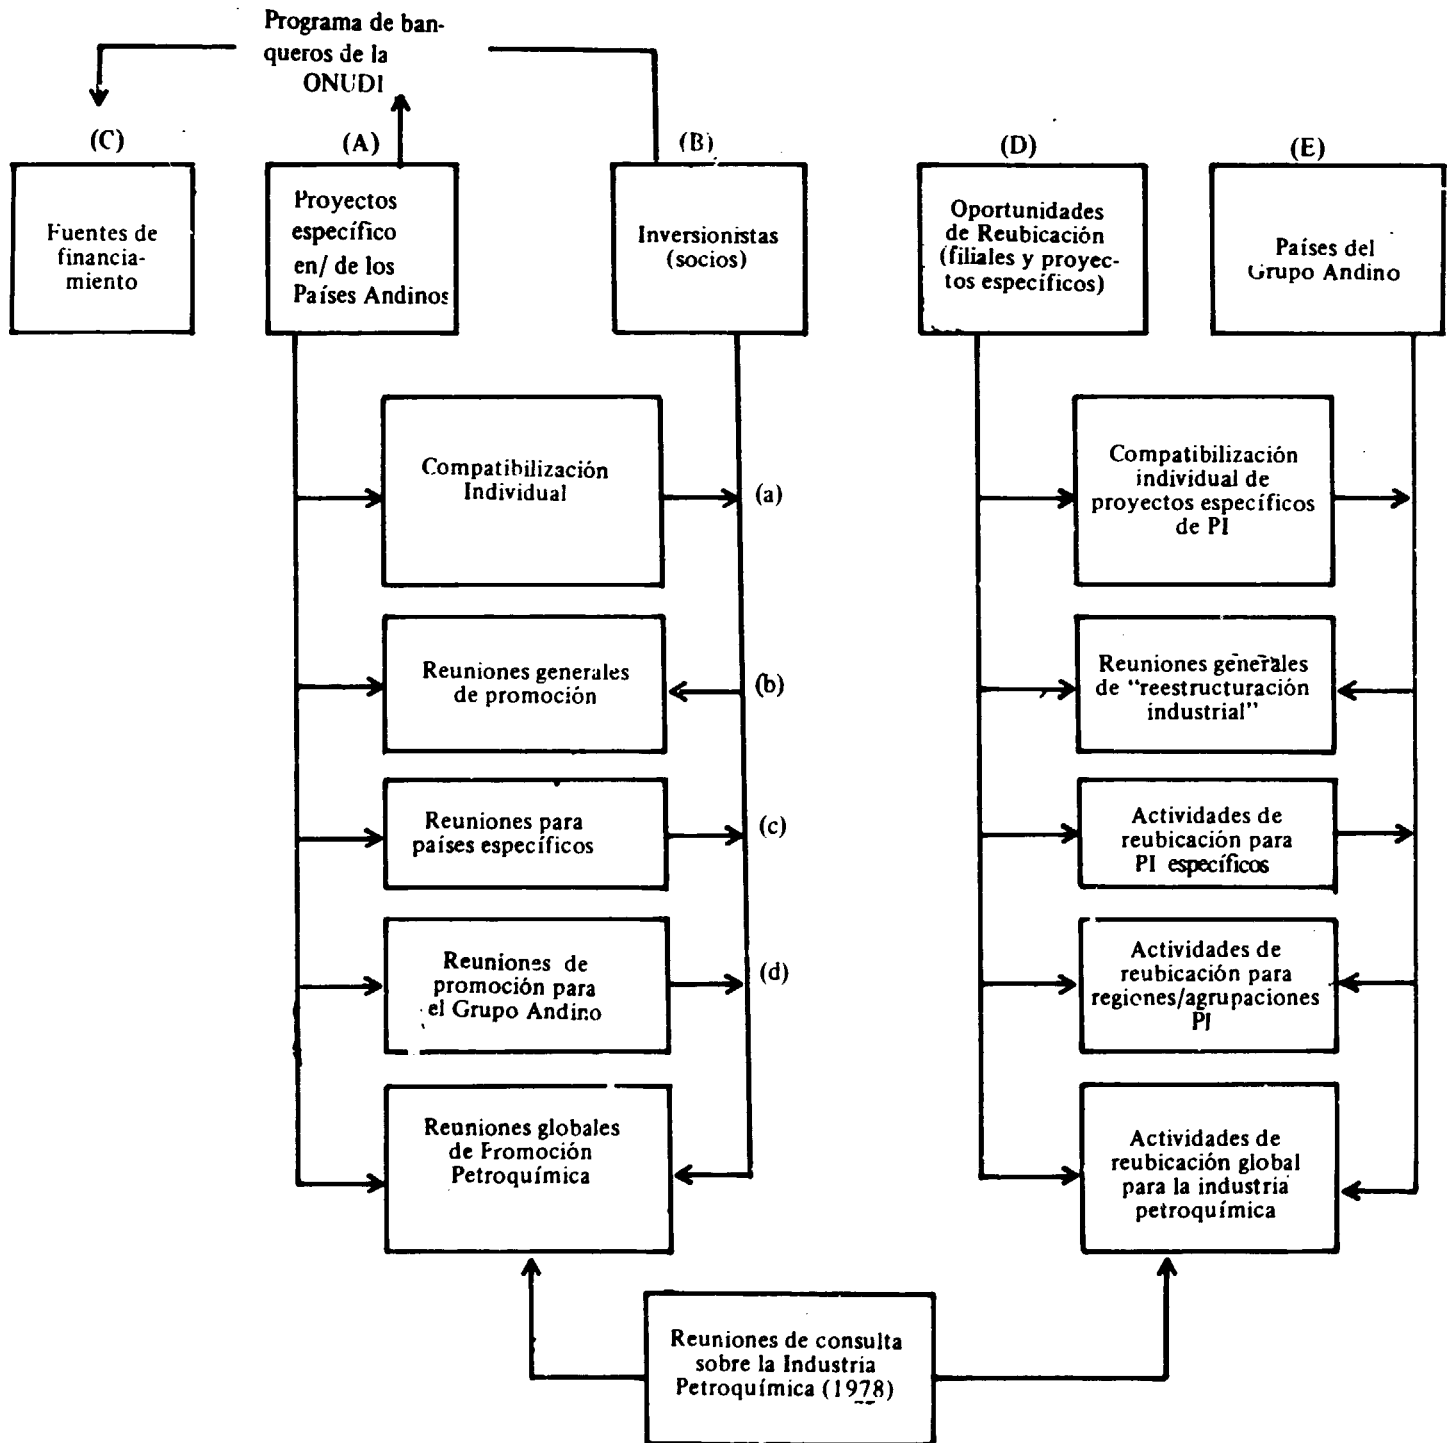 Programa de ban-
queros de la
ONUDI
(C)
(A)
(B)
(D)
(E)
Fuentes de
financia-
miento
Proyectos
específico
en/ de los
Países Andinos
Inversionistas
(socios)
Oportunidades
de Reubicación
(filiales y proyec-
tos específicos)
Países del
Grupo Andino
Compatibilización
Individual
(a)
Reuniones generales
de promoción
(b)
Reuniones para
países específicos
(c)
Reuniones de
promoción para
el Grupo Andino
(d)
Reuniones globales
de Promoción
Petroquímica
Compatibilización
individual de
proyectos específicos
de PI
Reuniones generales
de “reestructuración
industrial”
Actividades de
reubicación para
PI específicos
Actividades de
reubicación para
regiones/agrupaciones
PI
Actividades de
reubicación global
para la industria
petroquímica
Reuniones de consulta
sobre la Industria
Petroquímica (1978)